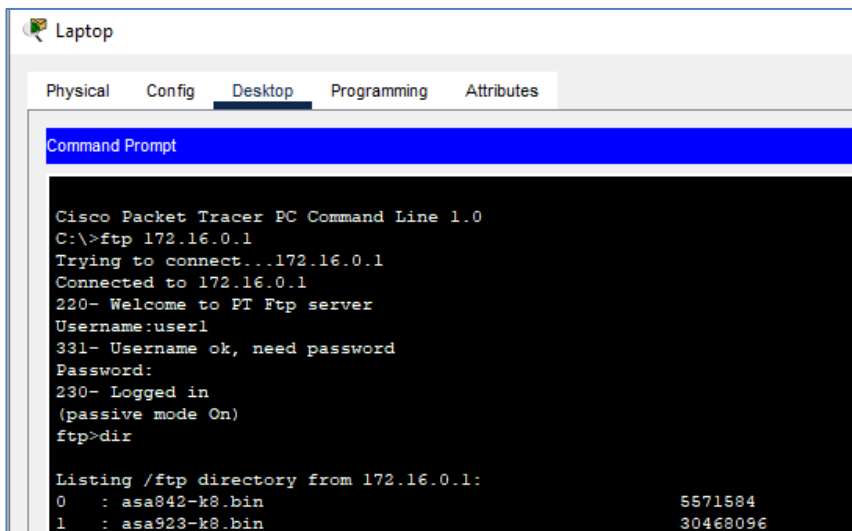 Laptop
Physical Config Desktop Programming Attributes
Command Prompt
Cisco Packet Tracer PC Command Line 1.0
C:\>ftp 172.16.0.1
Trying to connect...172.16.0.1
Connected to 172.16.0.1
220- Welcome to PT Ftp server
Username:user1
331- Username ok, need password
Password:
230- Logged in
(passive mode On)
ftp>dir
Listing /ftp directory from 172.16.0.1:
0 : asa842-k8.bin 5571584
1 : asa923-k8.bin 30468096